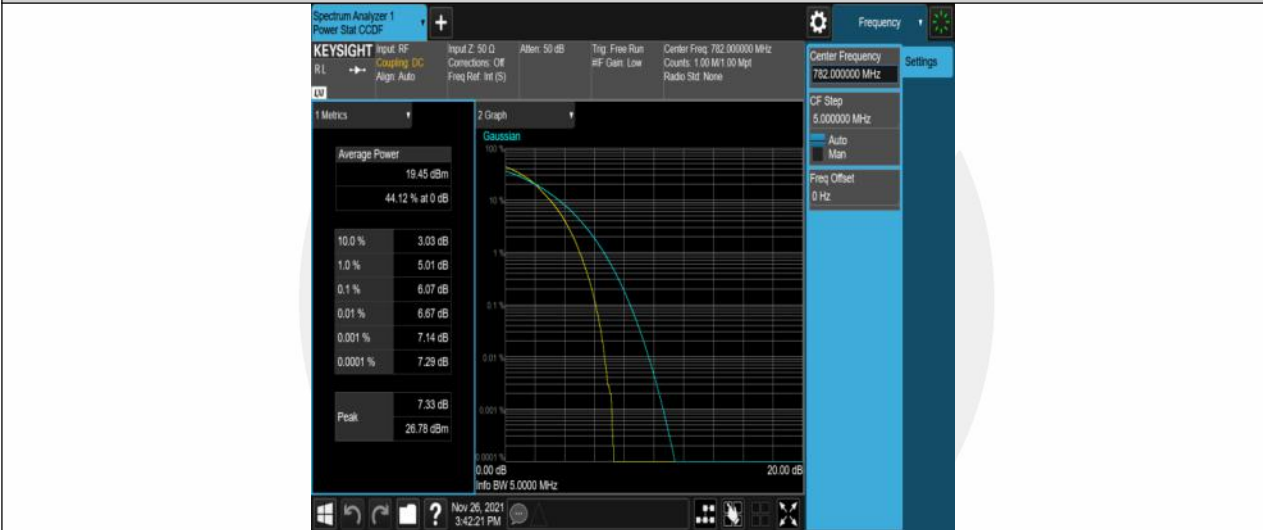 Spectrum Analyzer 1
Power Stat CCDF
+
Frequency
KEYSIGHT
Input: RF
Coupling: DC
Align: Auto
Input Z: 50 Ω
Corrections: Off
Freq Ref: Int (S)
Atten: 50 dB
Trig: Free Run
#IF Gain: Low
Center Freq: 782.000000 MHz
Counts: 1.00 M/1.00 Mpt
Radio Std: None
RL
LXI
Center Frequency
782.000000 MHz
Settings
CF Step
5.000000 MHz
Auto
Man
Freq Offset
0 Hz
1 Metrics
Average Power
19.45 dBm
44.12 % at 0 dB
10.0 % 3.03 dB
1.0 % 5.01 dB
0.1 % 6.07 dB
0.01 % 6.67 dB
0.001 % 7.14 dB
0.0001 % 7.29 dB
Peak
7.33 dB
26.78 dBm
2 Graph
Gaussian
100 %
10 %
1 %
0.1 %
0.01 %
0.001 %
0.0001 %
0.00 dB 20.00 dB
Info BW 5.0000 MHz
?
Nov 26, 2021
3:42:21 PM